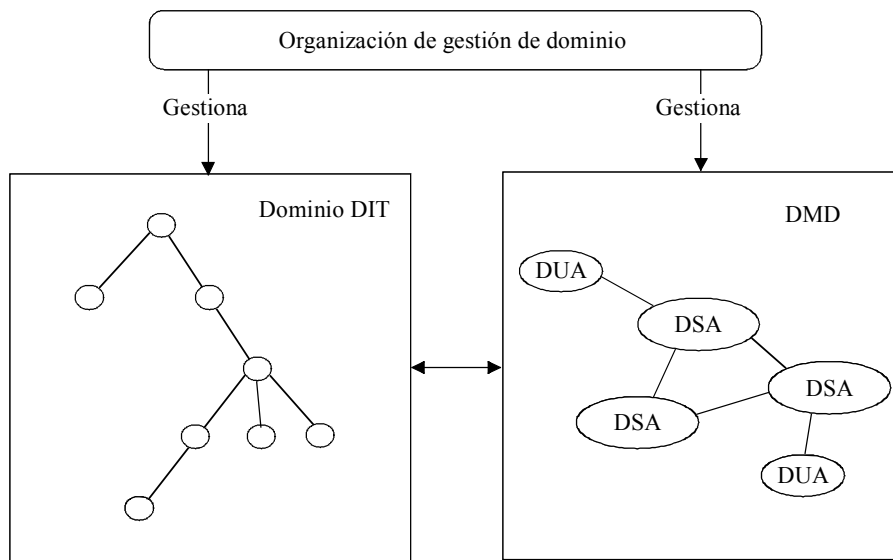 Organización de gestión de dominio
Gestiona
Gestiona
Dominio DIT
DMD
DUA
DSA
DSA
DSA
DUA